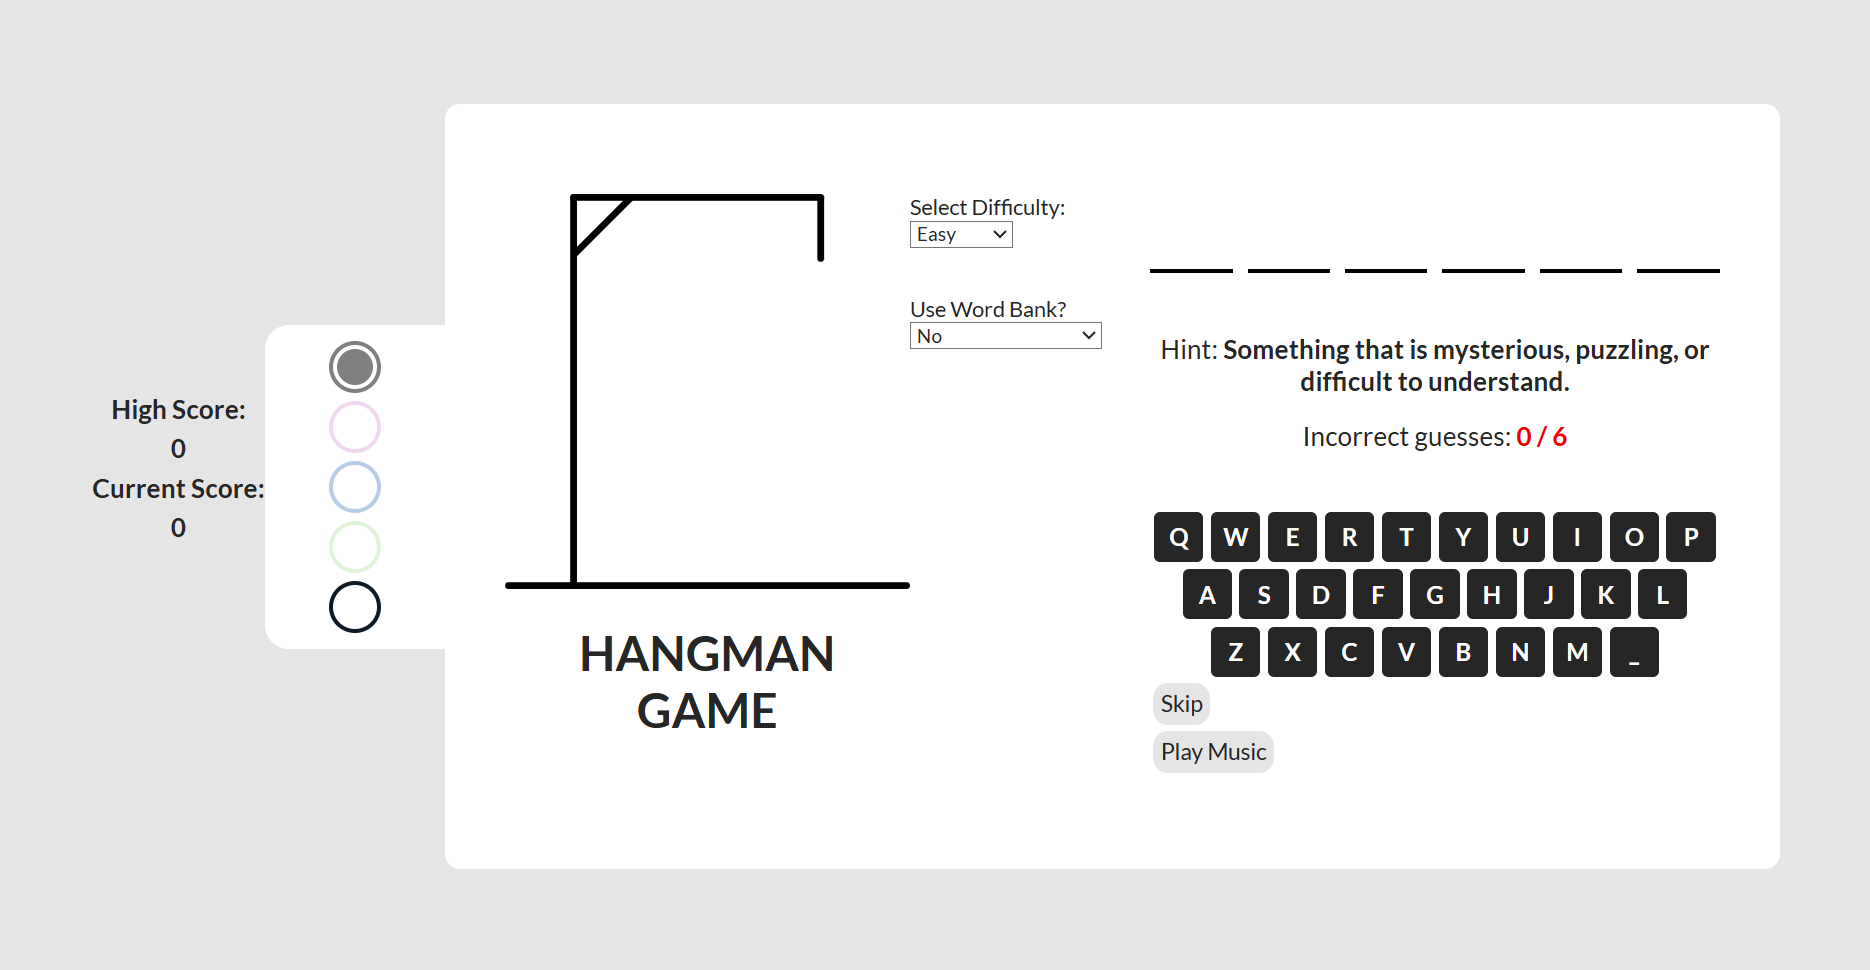 High Score:
0
Current Score:
0
HANGMAN
GAME
Select Difficulty:
Easy
Use Word Bank?
No
Hint: Something that is mysterious, puzzling, or
difficult to understand.
Incorrect guesses: 0 / 6
Q W E R T Y U I O P
A S D F G H J K L
Z X C V B N M _
Skip
Play Music